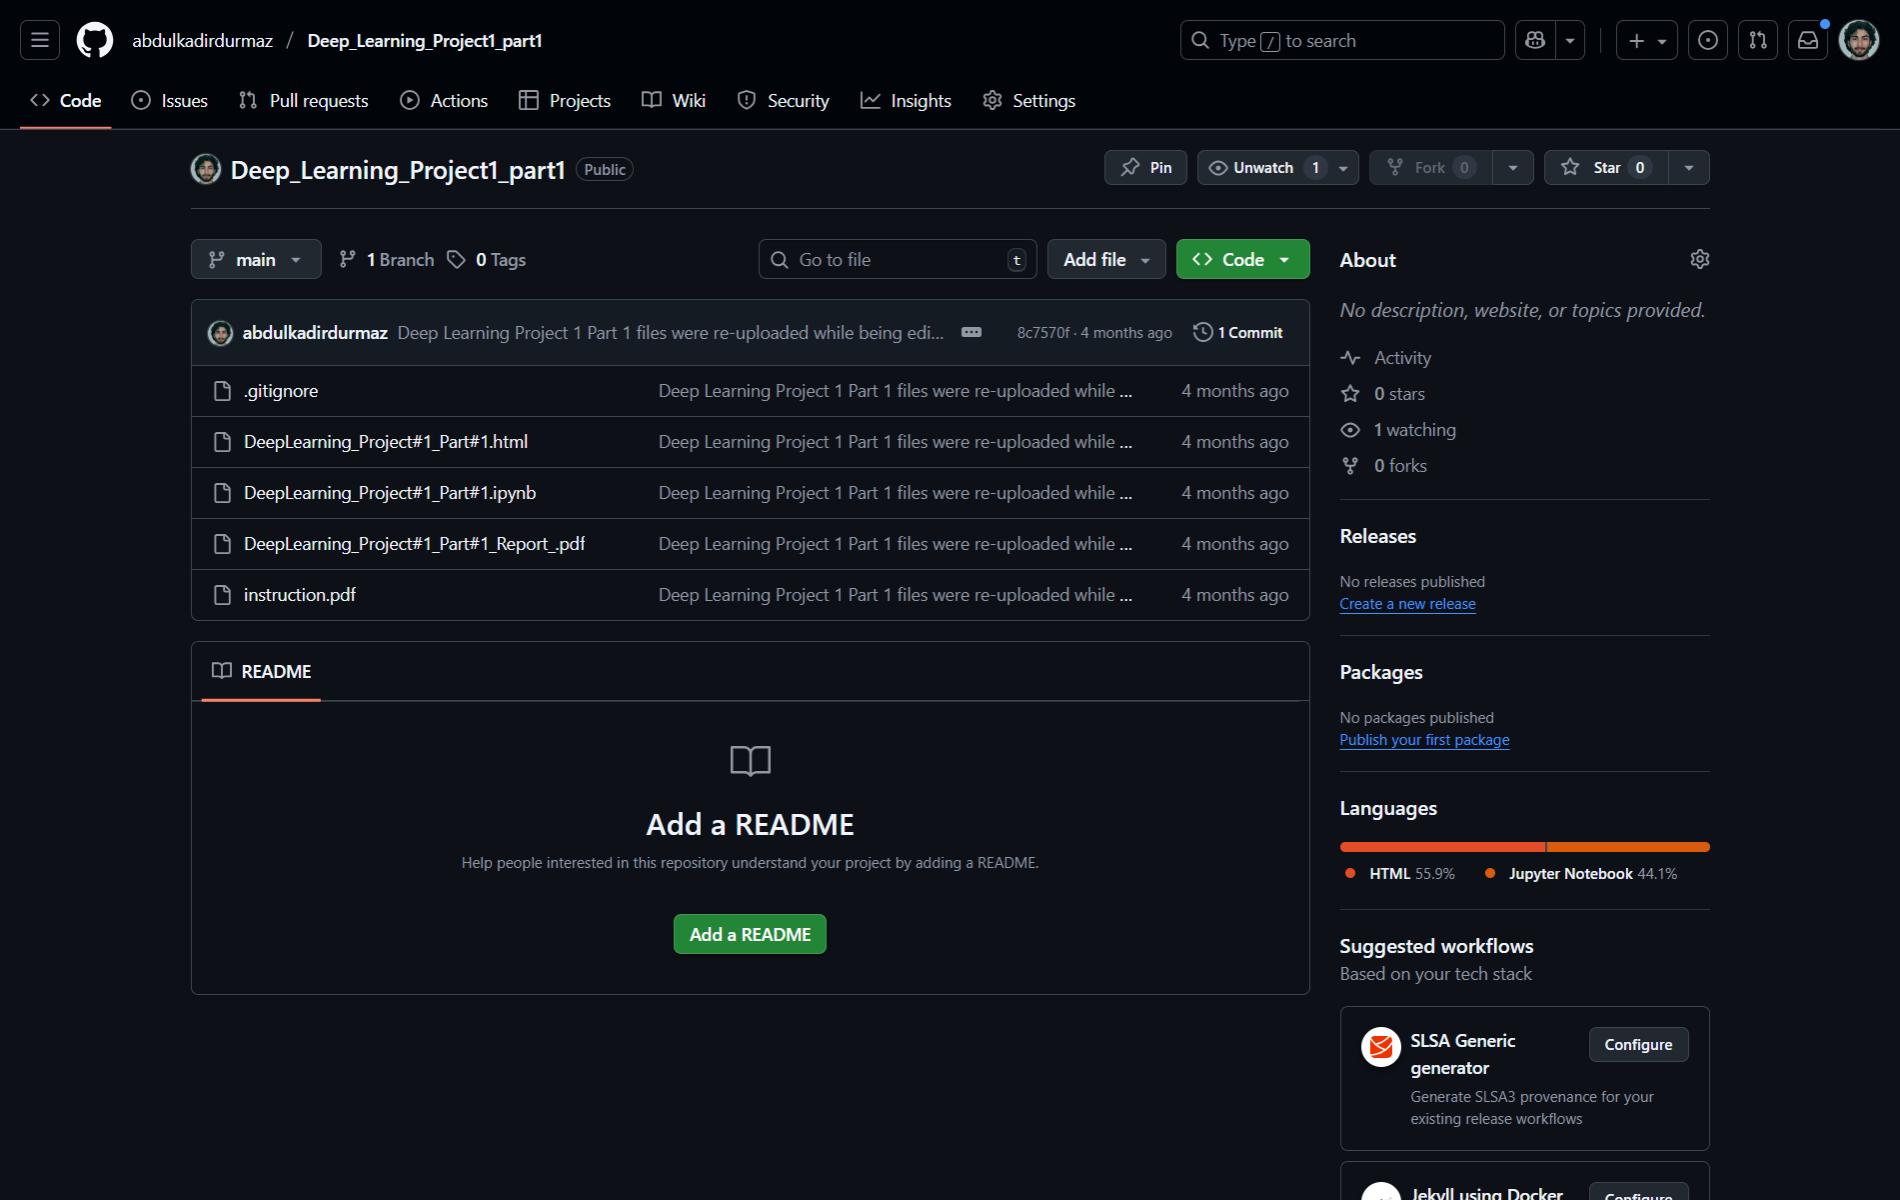 abdulkadirdurmaz / Deep_Learning_Project1_part1
Type / to search
Code Issues Pull requests Actions Projects Wiki Security Insights Settings
Deep_Learning_Project1_part1 Public
Pin Unwatch 1 Fork 0 Star 0
main 1 Branch 0 Tags Go to file t Add file Code
abdulkadirdurmaz Deep Learning Project 1 Part 1 files were re-uploaded while being edi... 8c7570f · 4 months ago 1 Commit
.gitignore Deep Learning Project 1 Part 1 files were re-uploaded while ... 4 months ago
DeepLearning_Project#1_Part#1.html Deep Learning Project 1 Part 1 files were re-uploaded while ... 4 months ago
DeepLearning_Project#1_Part#1.ipynb Deep Learning Project 1 Part 1 files were re-uploaded while ... 4 months ago
DeepLearning_Project#1_Part#1_Report_.pdf Deep Learning Project 1 Part 1 files were re-uploaded while ... 4 months ago
instruction.pdf Deep Learning Project 1 Part 1 files were re-uploaded while ... 4 months ago
README
Add a README
Help people interested in this repository understand your project by adding a README.
Add a README
About
No description, website, or topics provided.
Activity
0 stars
1 watching
0 forks
Releases
No releases published
Create a new release
Packages
No packages published
Publish your first package
Languages
HTML 55.9% Jupyter Notebook 44.1%
Suggested workflows
Based on your tech stack
SLSA Generic
generator
Configure
Generate SLSA3 provenance for your
existing release workflows
Jekyll using Docker
Configure